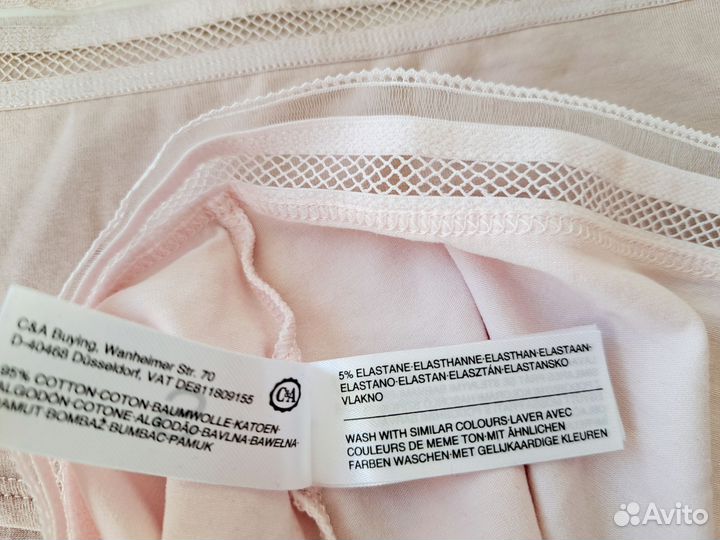 C&A Buying, Wanheimer Str. 70
D-40468 Düsseldorf, VAT DE811809155
95% COTTON·COTON·BAUMWOLLE·KATOEN·
ALGODÓN·COTONE·ALGODÃO·BAVLNA·BAWEŁNA·
PAMUT·BOMBAŽ·BUMBAC·PAMUK
C&A
5% ELASTANE·ELASTHANNE·ELASTHAN·ELASTAAN·
ELASTANO·ELASTAN·ELASZTÁN·ELASTANSKO
VLAKNO
WASH WITH SIMILAR COLOURS·LAVER AVEC
COULEURS DE MEME TON·MIT ÄHNLICHEN
FARBEN WASCHEN·MET GELIJKAARDIGE KLEUREN
Avito